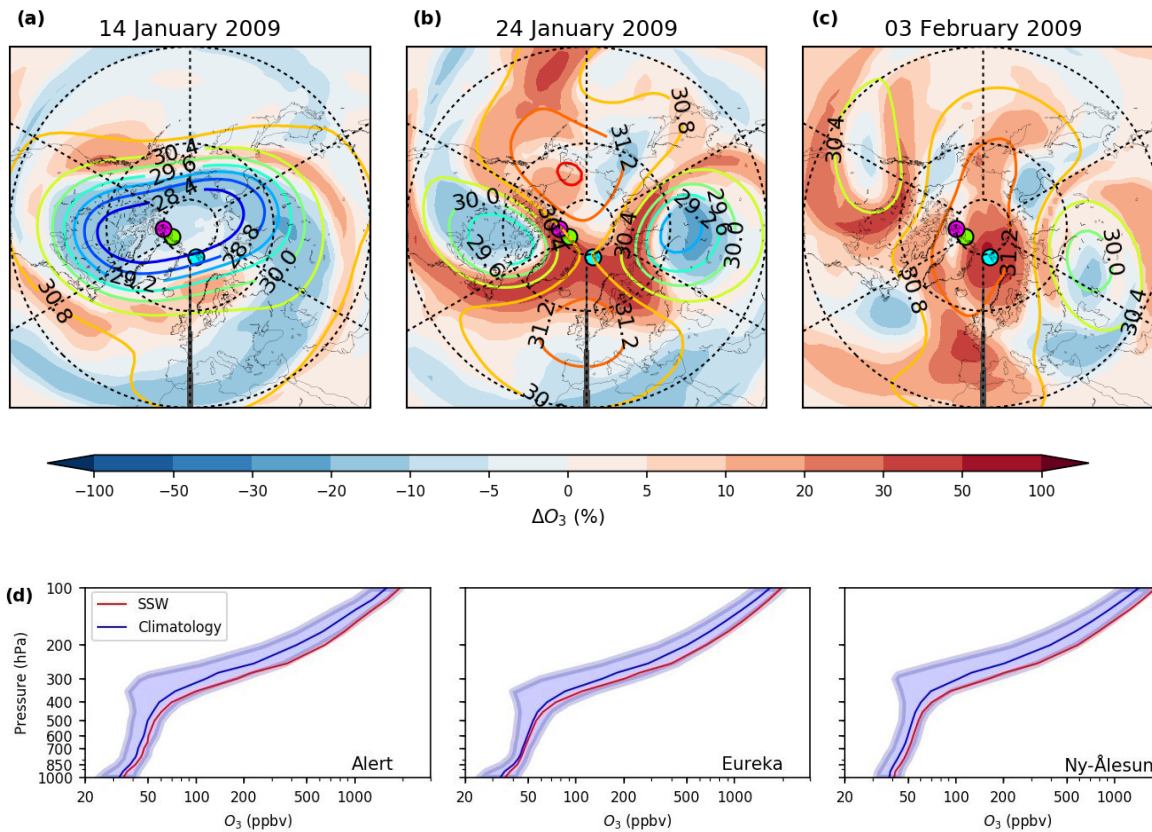 (a)
14 January 2009
(b)
24 January 2009
(c)
03 February 2009
30.4
29.6
28.4
28.8
29.2
30.0
30.8
30.8
31.2
30.0
29.6
30.4
30.4
29.2
29.6
30.0
31.2
31.2
30.4
31.2
30.8
30.0
30.4
−100 −50 −30 −20 −10 −5 0 5 10 20 30 50 100
ΔO3 (%)
(d)
Pressure (hPa)
100
200
300
400
500
600
700
850
1000
SSW
Climatology
Alert
Eureka
Ny-Ålesun
20 50 100 200 500 1000
20 50 100 200 500 1000
20 50 100 200 500 1000
O3 (ppbv)
O3 (ppbv)
O3 (ppbv)